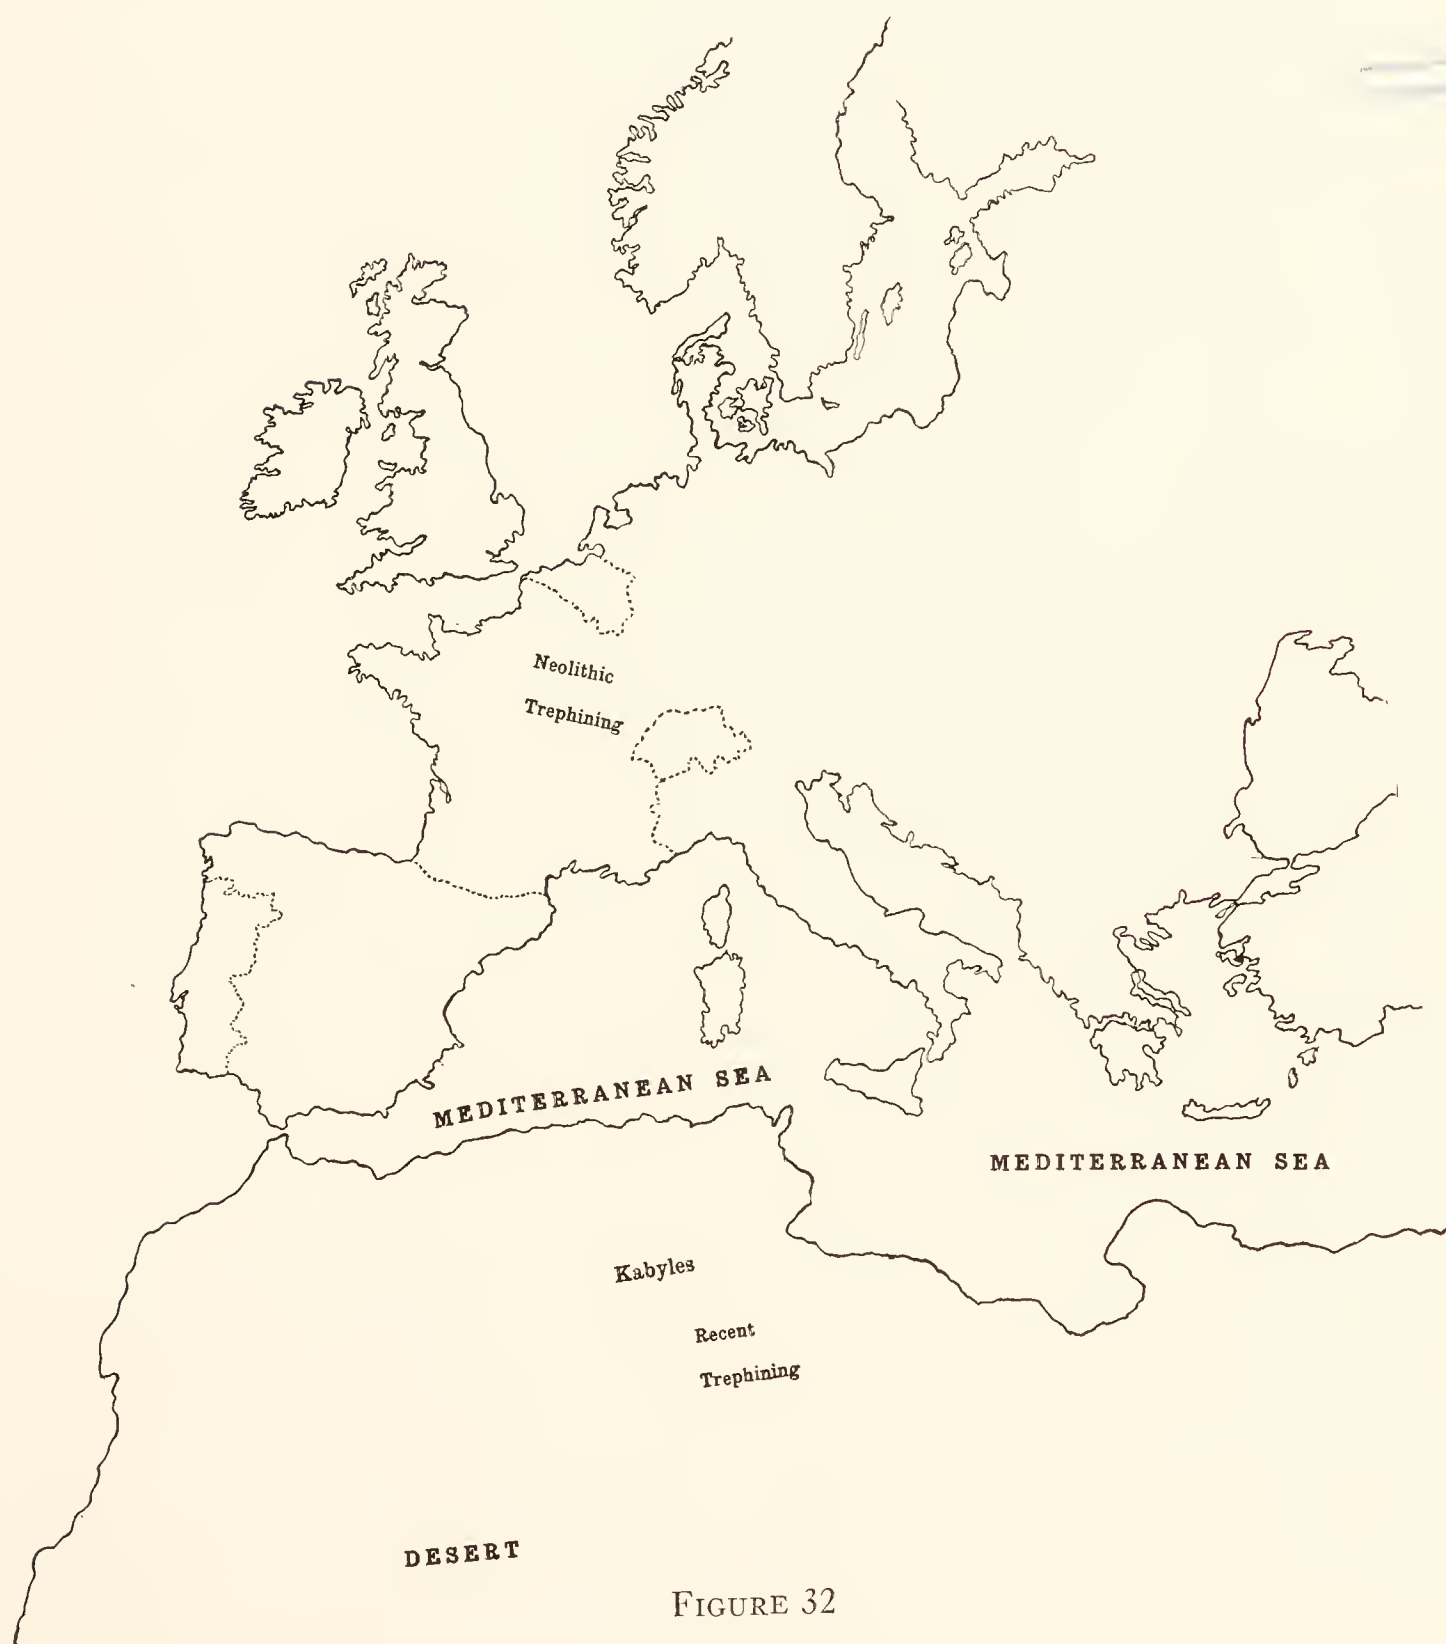 Neolithic
Trephining
MEDITERRANEAN SEA
MEDITERRANEAN SEA
Kabyles
Recent
Trephining
DESERT
FIGURE 32